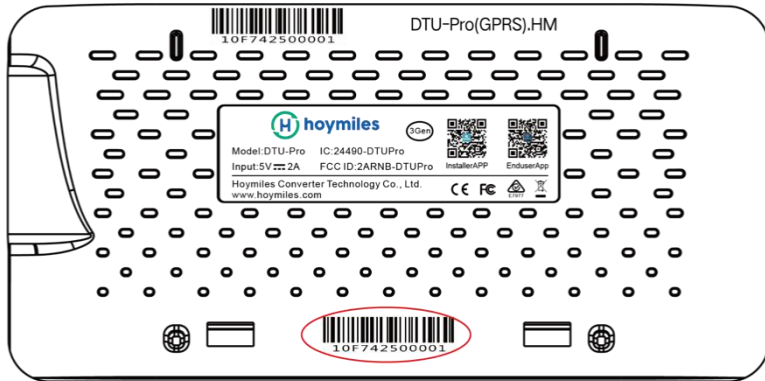 DTU-Pro(GPRS).HM
10F742500001
hoymiles
3Gen
Model:DTU-Pro IC:24490-DTUPro
Input:5V⎓2A FCC ID:2ARNB-DTUPro
InstallerAPP EnduserApp
Hoymiles Converter Technology Co., Ltd.
www.hoymiles.com
CE FC
10F742500001